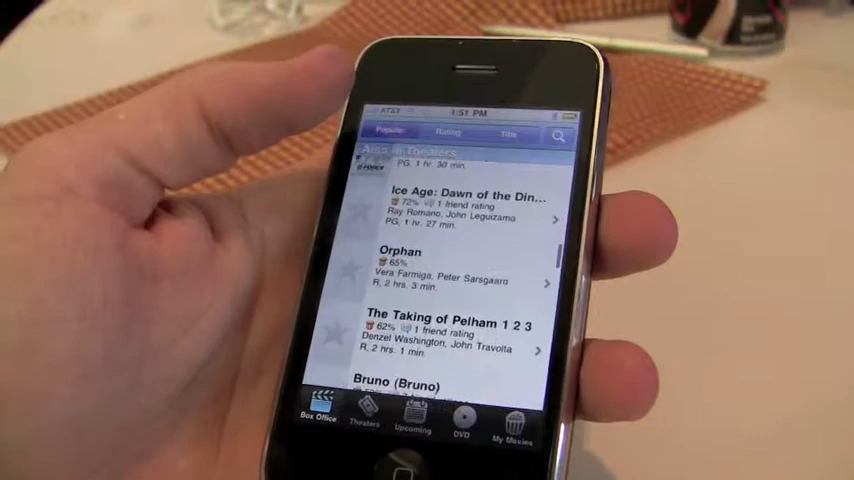 AT&T 1:51 PM
Popular Rating Title
Also in Theaters
G-FORCE
PG, 1 hr. 30 min.
Ice Age: Dawn of the Din...
72% 1 friend rating
Ray Romano, John Leguizamo
PG, 1 hr. 27 min.
Orphan
65%
Vera Farmiga, Peter Sarsgaard
R, 2 hrs. 3 min.
The Taking of Pelham 1 2 3
62% 1 friend rating
Denzel Washington, John Travolta
R, 2 hrs. 1 min.
Bruno (Bruno)
Box Office Theaters Upcoming DVD My Movies